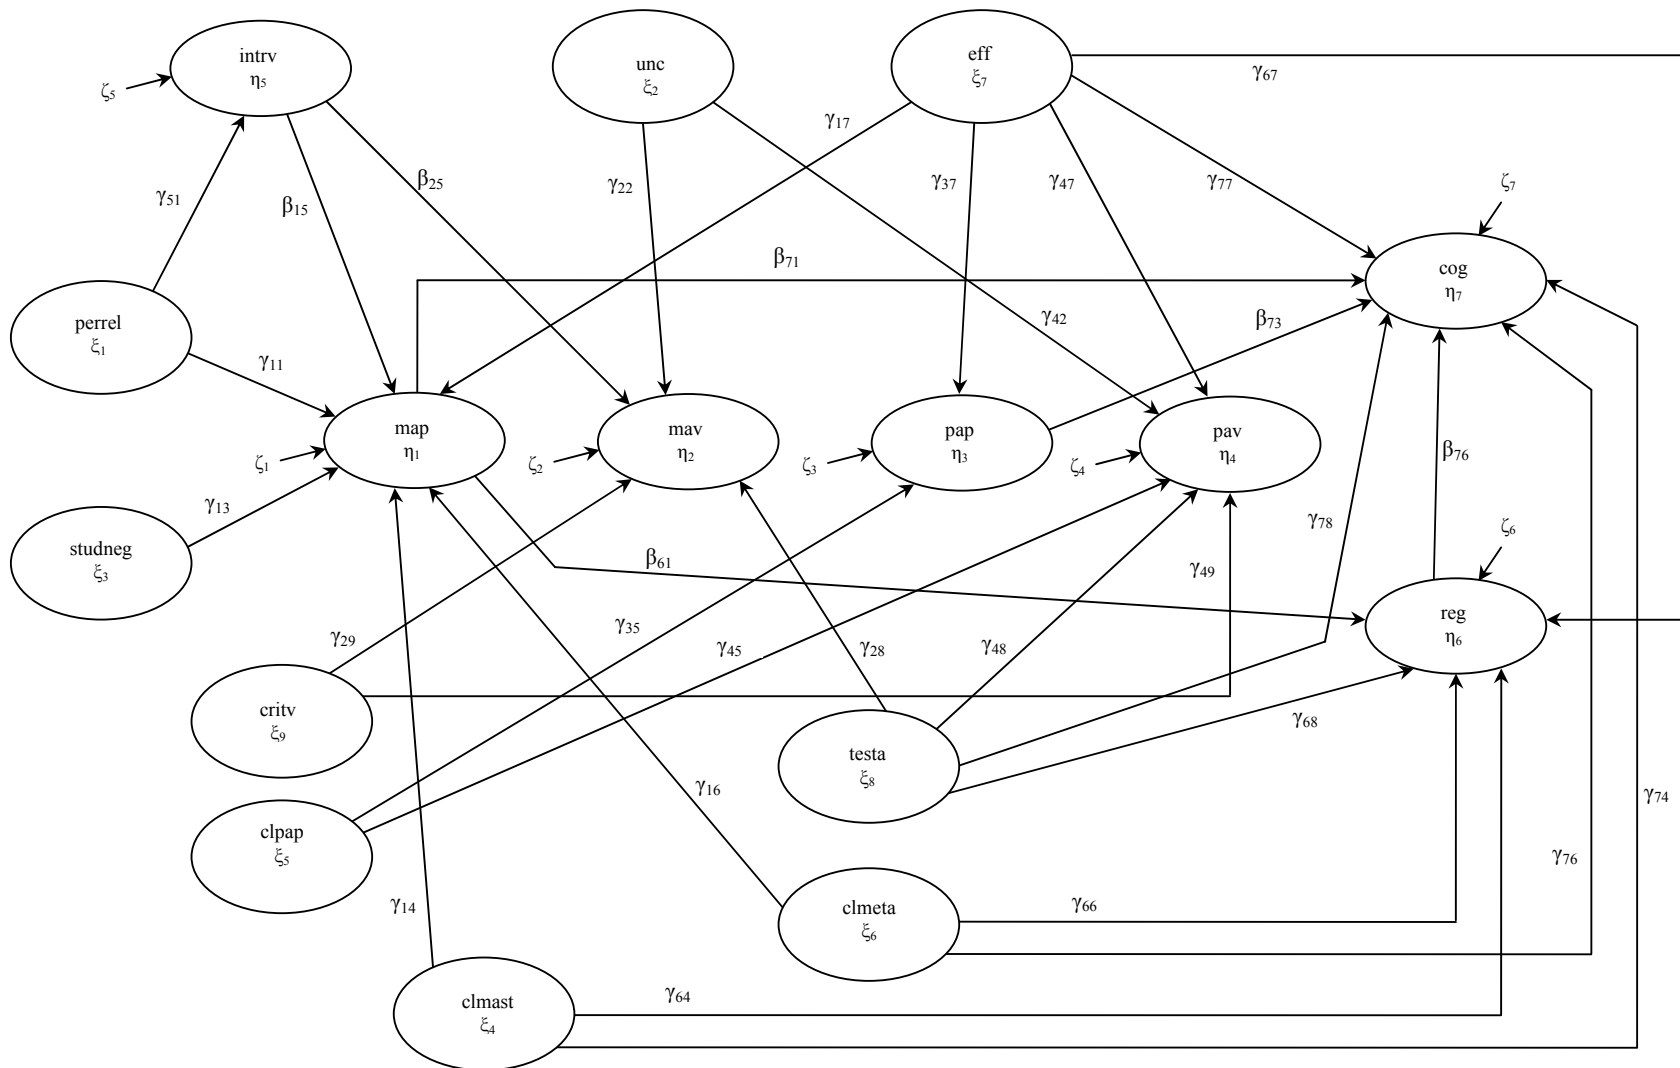 intrv
η5
ζ5
unc
ξ2
eff
ξ7
γ67
γ17
γ51
β15
β25
γ22
γ37
γ47
γ77
ζ7
β71
cog
η7
perrel
ξ1
γ11
γ42
β73
map
η1
ζ1
mav
η2
ζ2
pap
η3
ζ3
pav
η4
ζ4
β76
γ13
γ78
ζ6
studneg
ξ3
β61
γ49
reg
η6
γ29
γ35
γ45
γ28
γ48
critv
ξ9
γ68
testa
ξ8
γ16
γ74
clpap
ξ5
γ76
γ14
γ66
clmeta
ξ6
γ64
clmast
ξ4